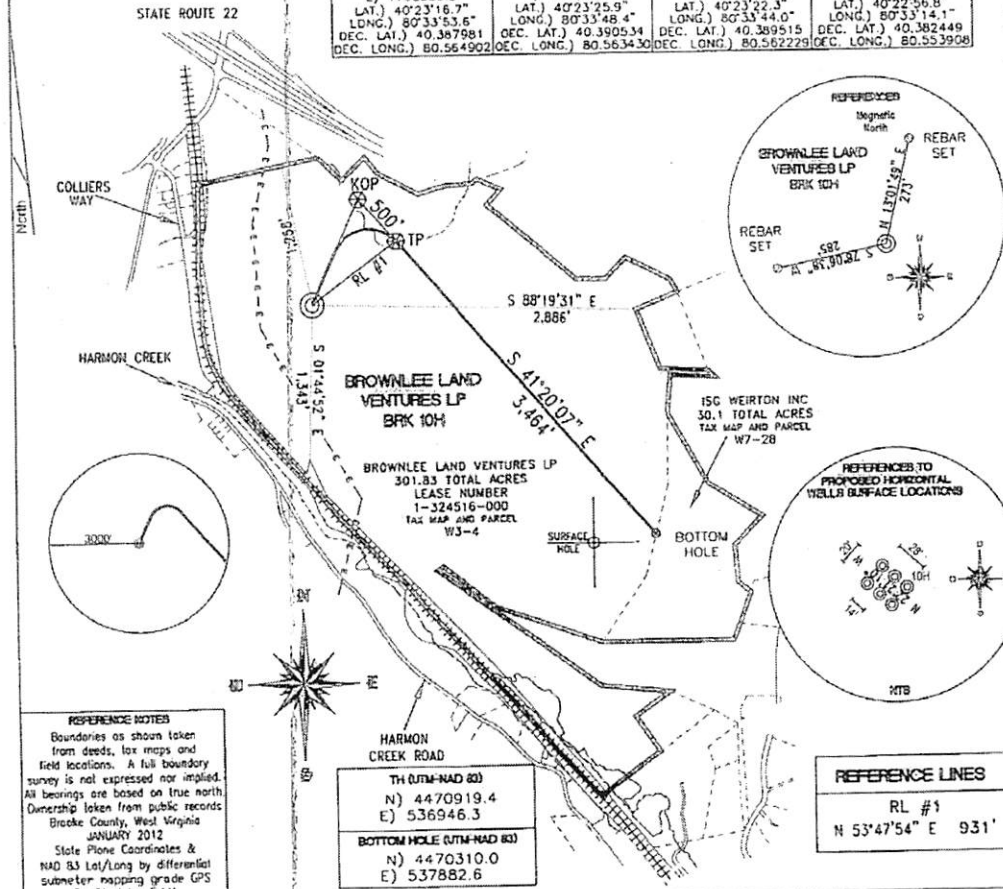 STATE ROUTE 22
LAT.) 40°23'16.7"
LONG.) 80°33'53.6"
DEC. LAT.) 40.387981
DEC. LONG.) 80.564902
LAT.) 40°23'25.9"
LONG.) 80°33'48.4"
DEC. LAT.) 40.390534
DEC. LONG.) 80.563430
LAT.) 40°23'22.3"
LONG.) 80°33'44.0"
DEC. LAT.) 40.389515
DEC. LONG.) 80.562229
LAT.) 40°22'56.8"
LONG.) 80°33'14.1"
DEC. LAT.) 40.382449
DEC. LONG.) 80.553908
North
COLLIERS
WAY
KOP
500'
TP
RL #1
REFERENCES
Magnetic
North
BROWNLEE LAND
VENTURES LP
BRK 10H
REBAR
SET
N 13°01'49" E
273'
REBAR
SET
S 78°06'38" W
285'
S 88°19'31" E
2,886'
HARMON CREEK
S 01°44'52" E
1,343'
BROWNLEE LAND
VENTURES LP
BRK 10H
S 41°20'07" E
3,464'
ISG WEIRTON INC
30.1 TOTAL ACRES
TAX MAP AND PARCEL
W7-28
BROWNLEE LAND VENTURES LP
301.83 TOTAL ACRES
LEASE NUMBER
1-324516-000
TAX MAP AND PARCEL
W3-4
SURFACE
HOLE
BOTTOM
HOLE
3000'
REFERENCES TO
PROPOSED HORIZONTAL
WELLS SURFACE LOCATIONS
20'
28'
10H
14'
NTS
N
W E
S
HARMON
CREEK ROAD
REFERENCE NOTES
Boundaries as shown taken
from deeds, tax maps and
field locations. A full boundary
survey is not expressed nor implied.
All bearings are based on true north.
Ownership taken from public records
Brooke County, West Virginia
JANUARY 2012
State Plane Coordinates &
NAD 83 Lat/Long by differential
submeter mapping grade GPS
TH (UTM-NAD 83)
N) 4470919.4
E) 536946.3
BOTTOM HOLE (UTM-NAD 83)
N) 4470310.0
E) 537882.6
REFERENCE LINES
RL #1
N 53°47'54" E 931'